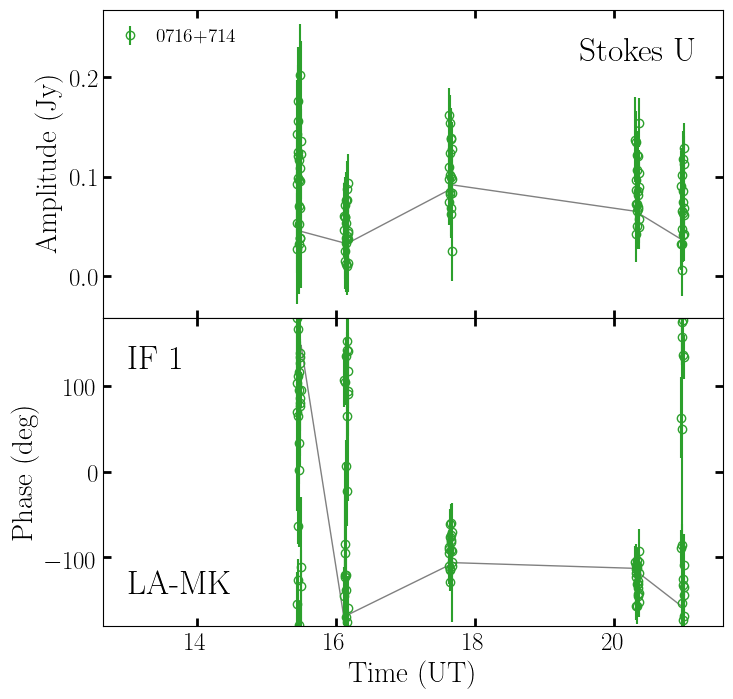 0716+714
Stokes U
0.2
0.1
0.0
Amplitude (Jy)
IF 1
100
0
−100
Phase (deg)
LA-MK
14 16 18 20
Time (UT)